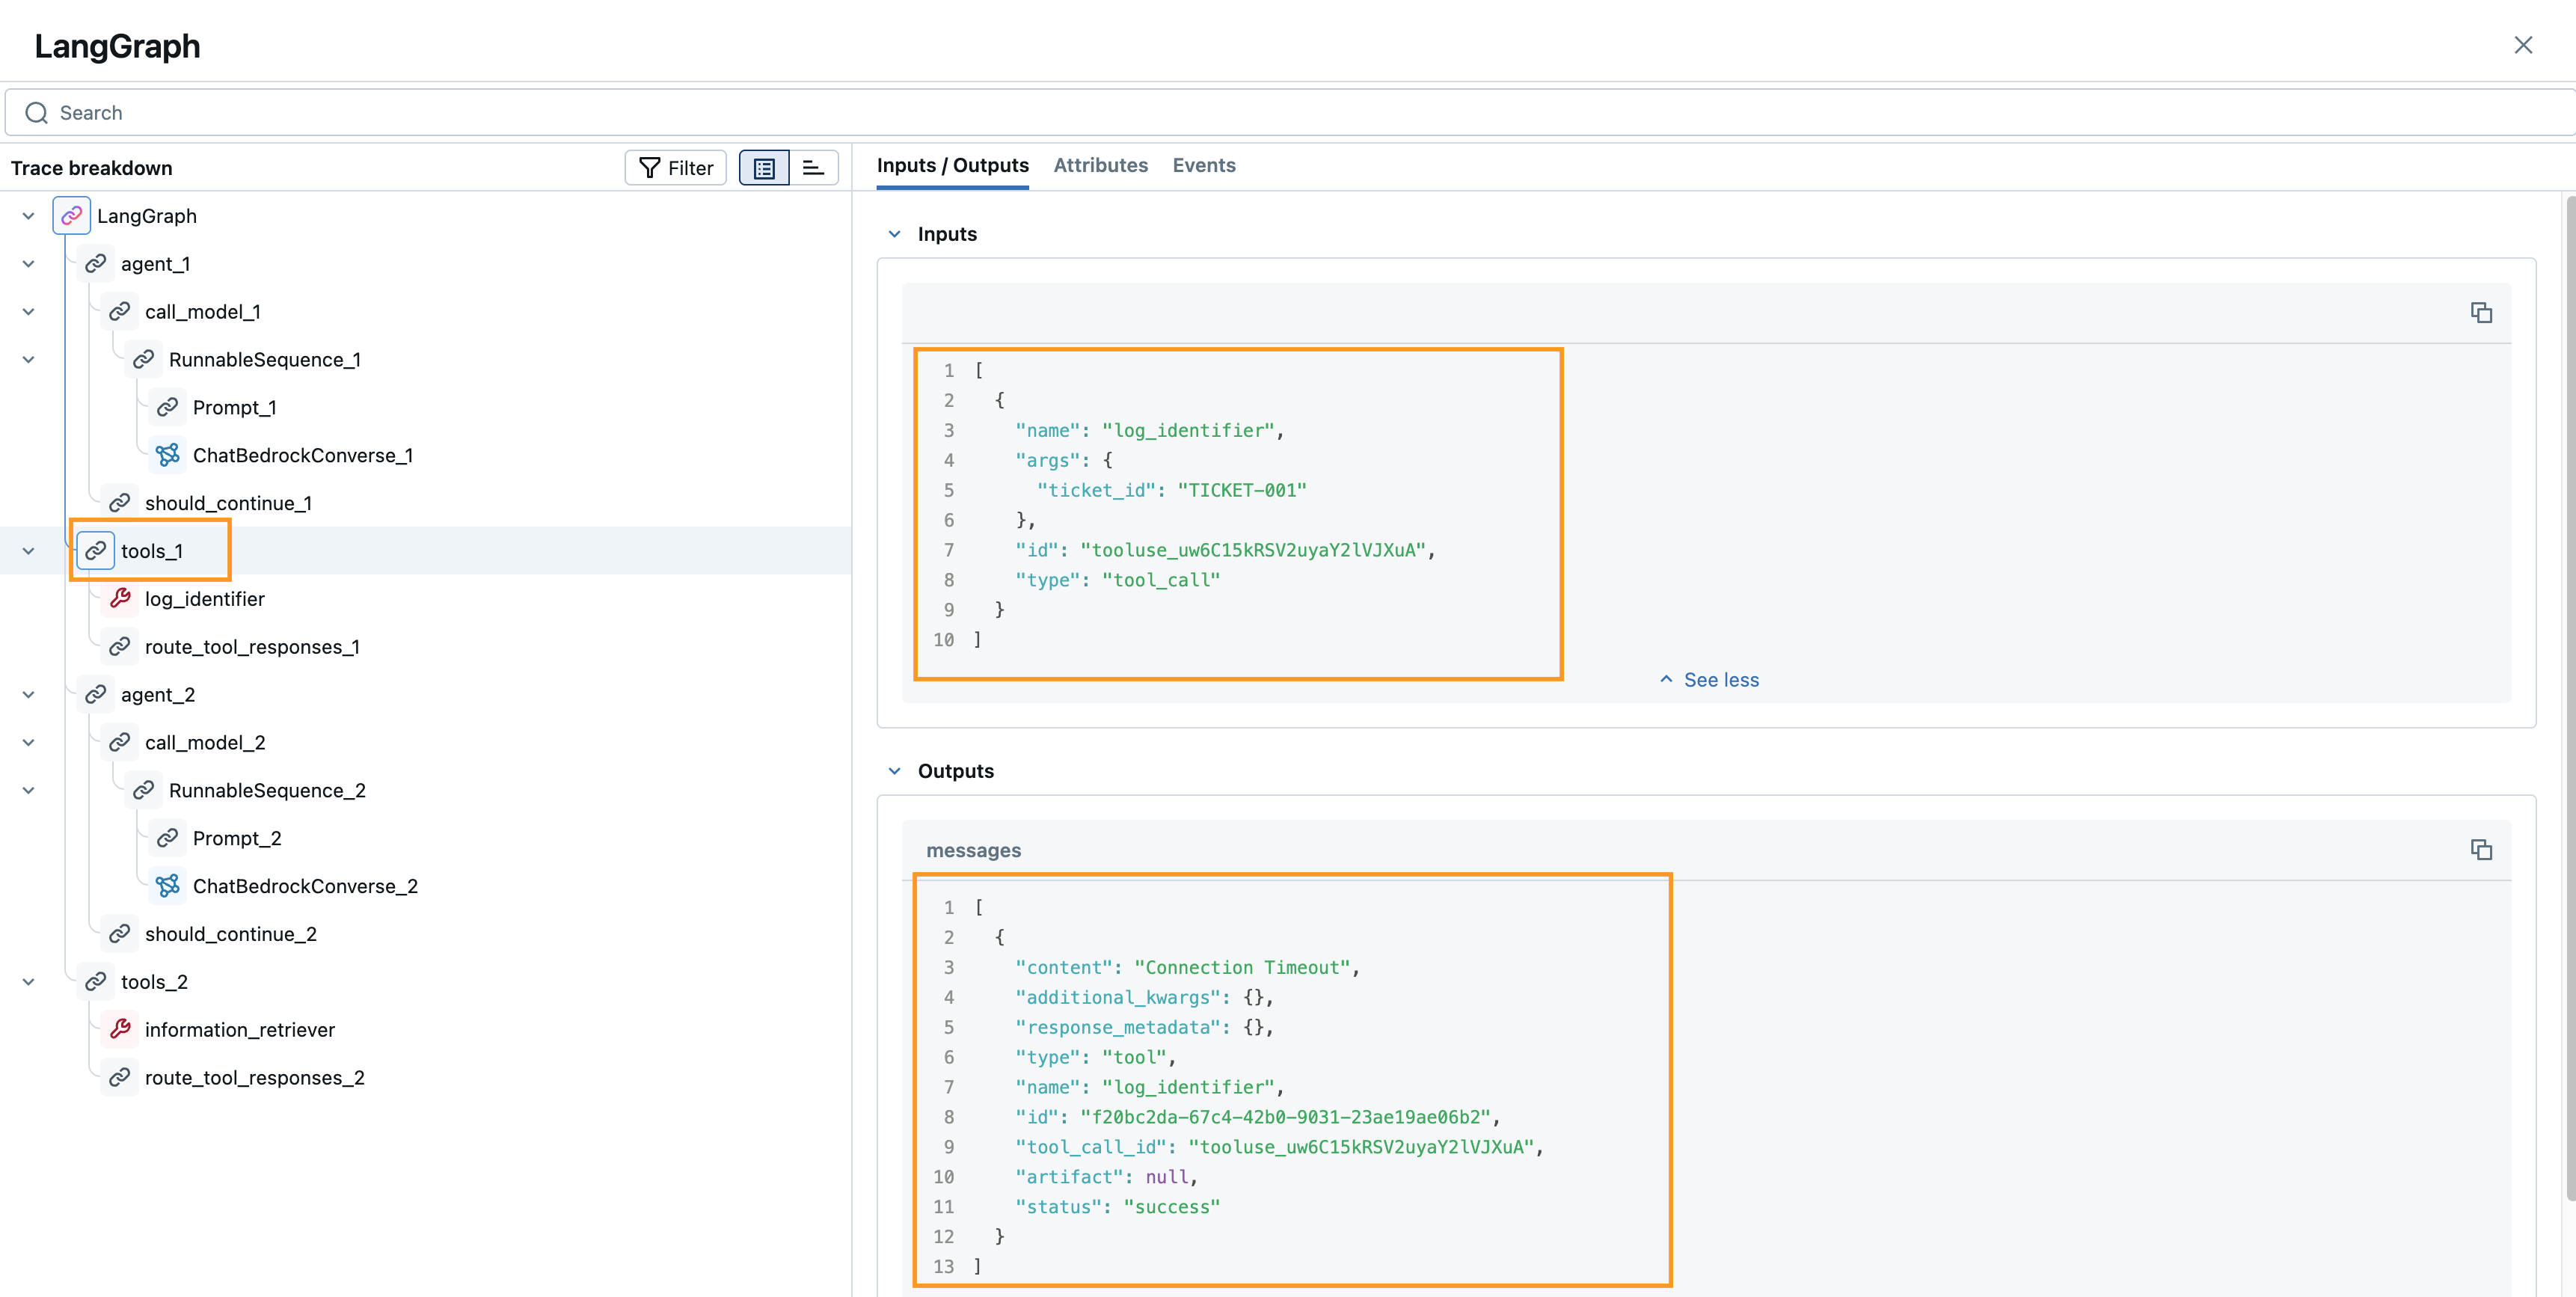 LangGraph
Search
Trace breakdown
Filter
LangGraph
agent_1
call_model_1
RunnableSequence_1
Prompt_1
ChatBedrockConverse_1
should_continue_1
tools_1
log_identifier
route_tool_responses_1
agent_2
call_model_2
RunnableSequence_2
Prompt_2
ChatBedrockConverse_2
should_continue_2
tools_2
information_retriever
route_tool_responses_2
Inputs / Outputs Attributes Events
Inputs
1 [
2 {
3 "name": "log_identifier",
4 "args": {
5 "ticket_id": "TICKET-001"
6 },
7 "id": "tooluse_uw6C15kRSV2uyaY2lVJXuA",
8 "type": "tool_call"
9 }
10 ]
See less
Outputs
messages
1 [
2 {
3 "content": "Connection Timeout",
4 "additional_kwargs": {},
5 "response_metadata": {},
6 "type": "tool",
7 "name": "log_identifier",
8 "id": "f20bc2da-67c4-42b0-9031-23ae19ae06b2",
9 "tool_call_id": "tooluse_uw6C15kRSV2uyaY2lVJXuA",
10 "artifact": null,
11 "status": "success"
12 }
13 ]